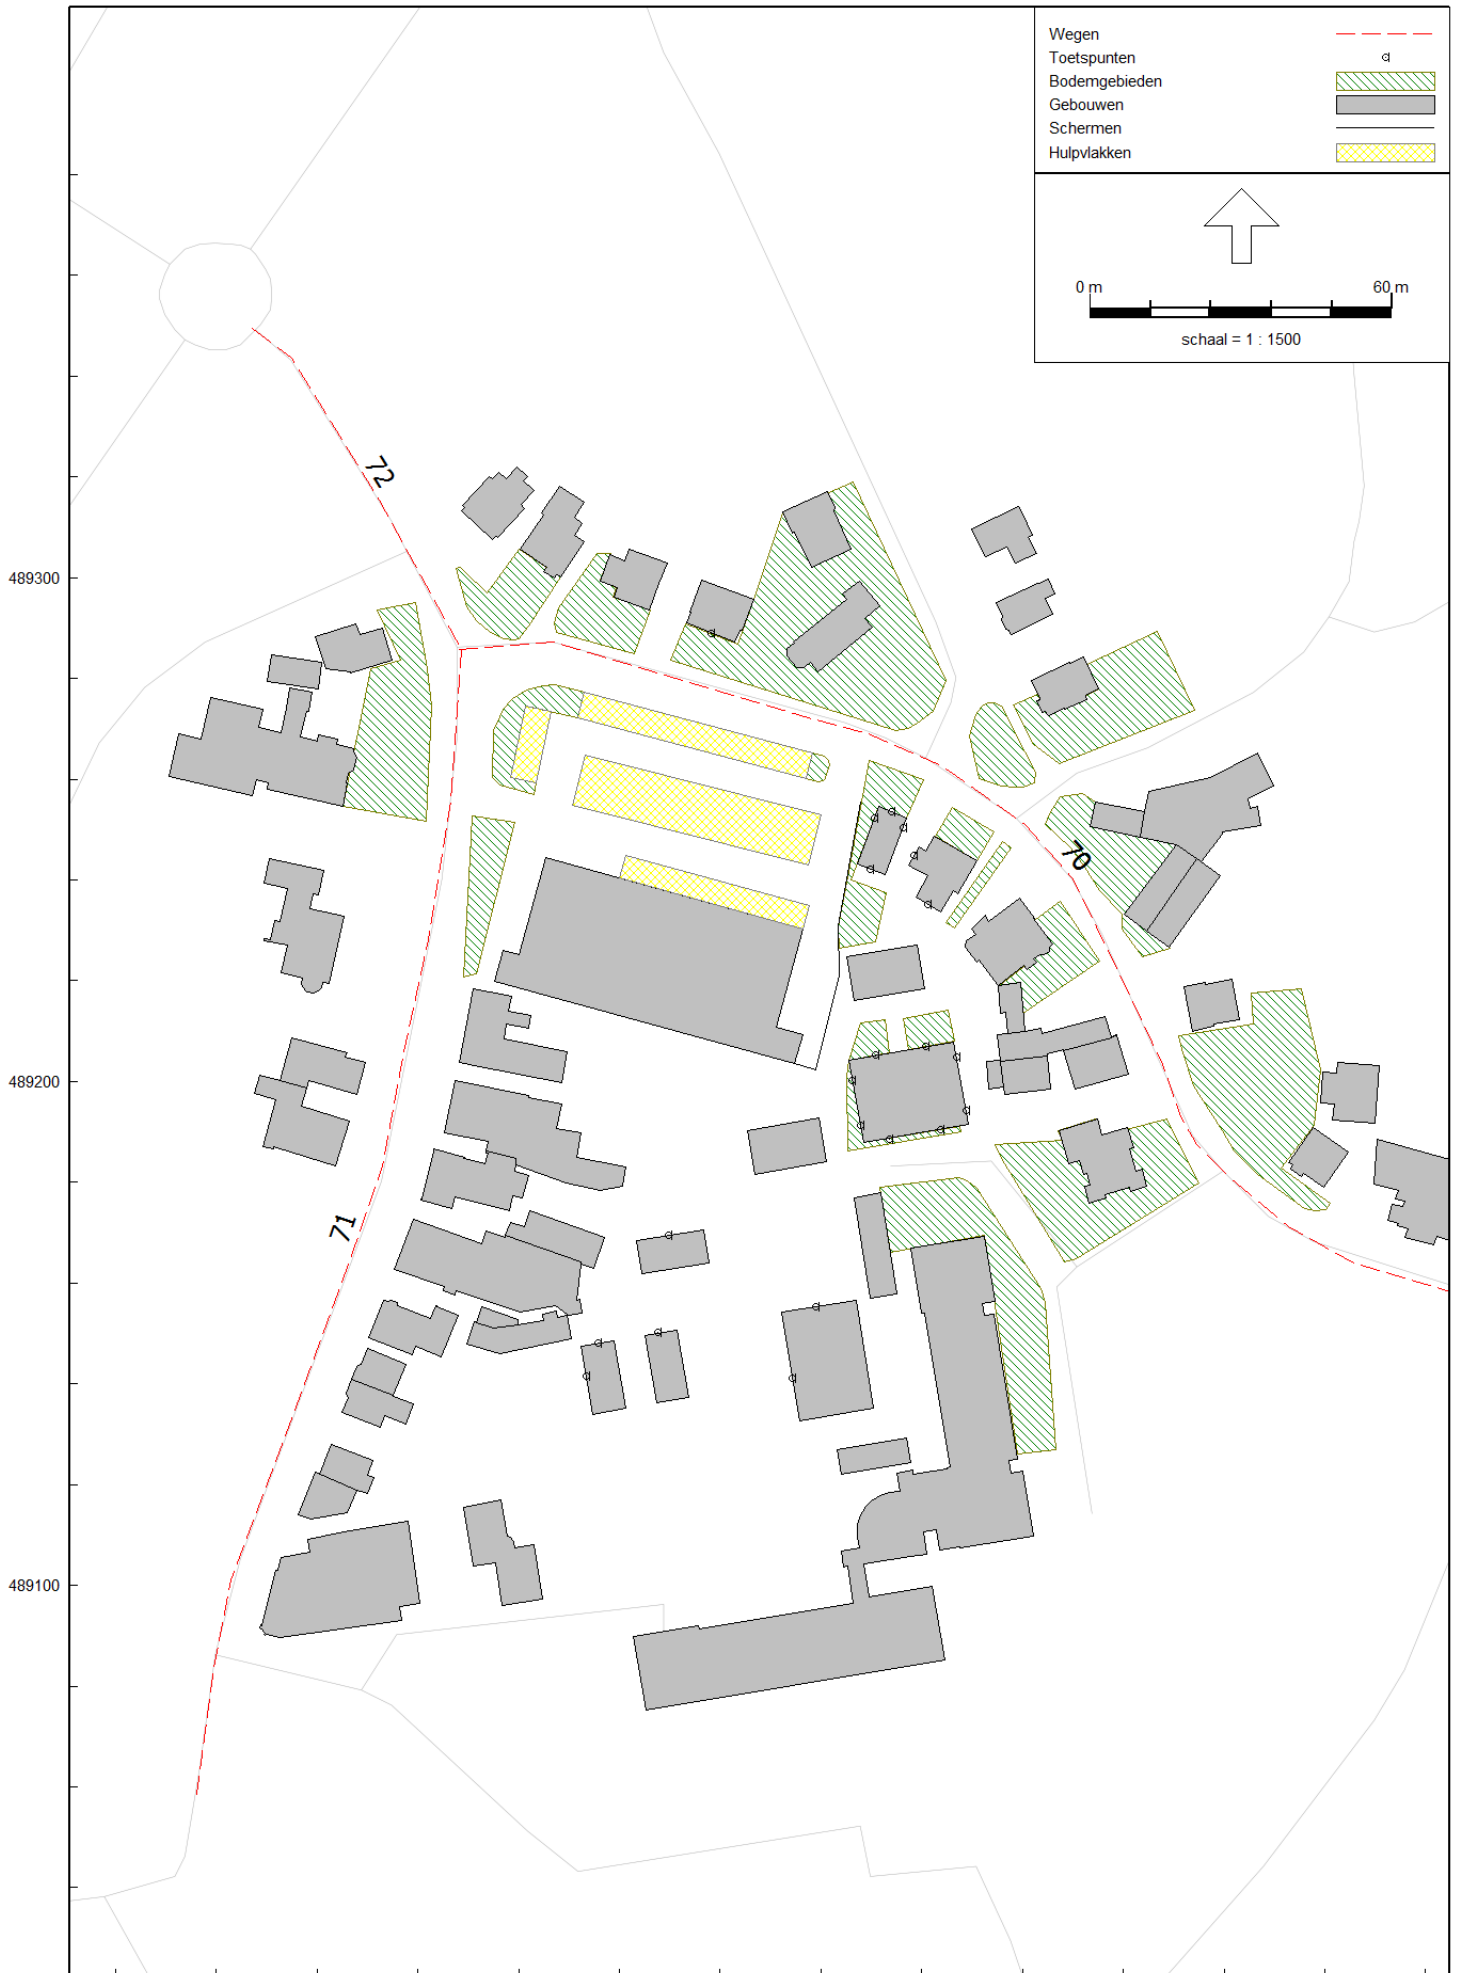 Wegen
Toetspunten
Bodemgebieden
Gebouwen
Schermen
Hulpvlakken
0 m 60 m
schaal = 1 : 1500
72
489300
70
489200
71
489100